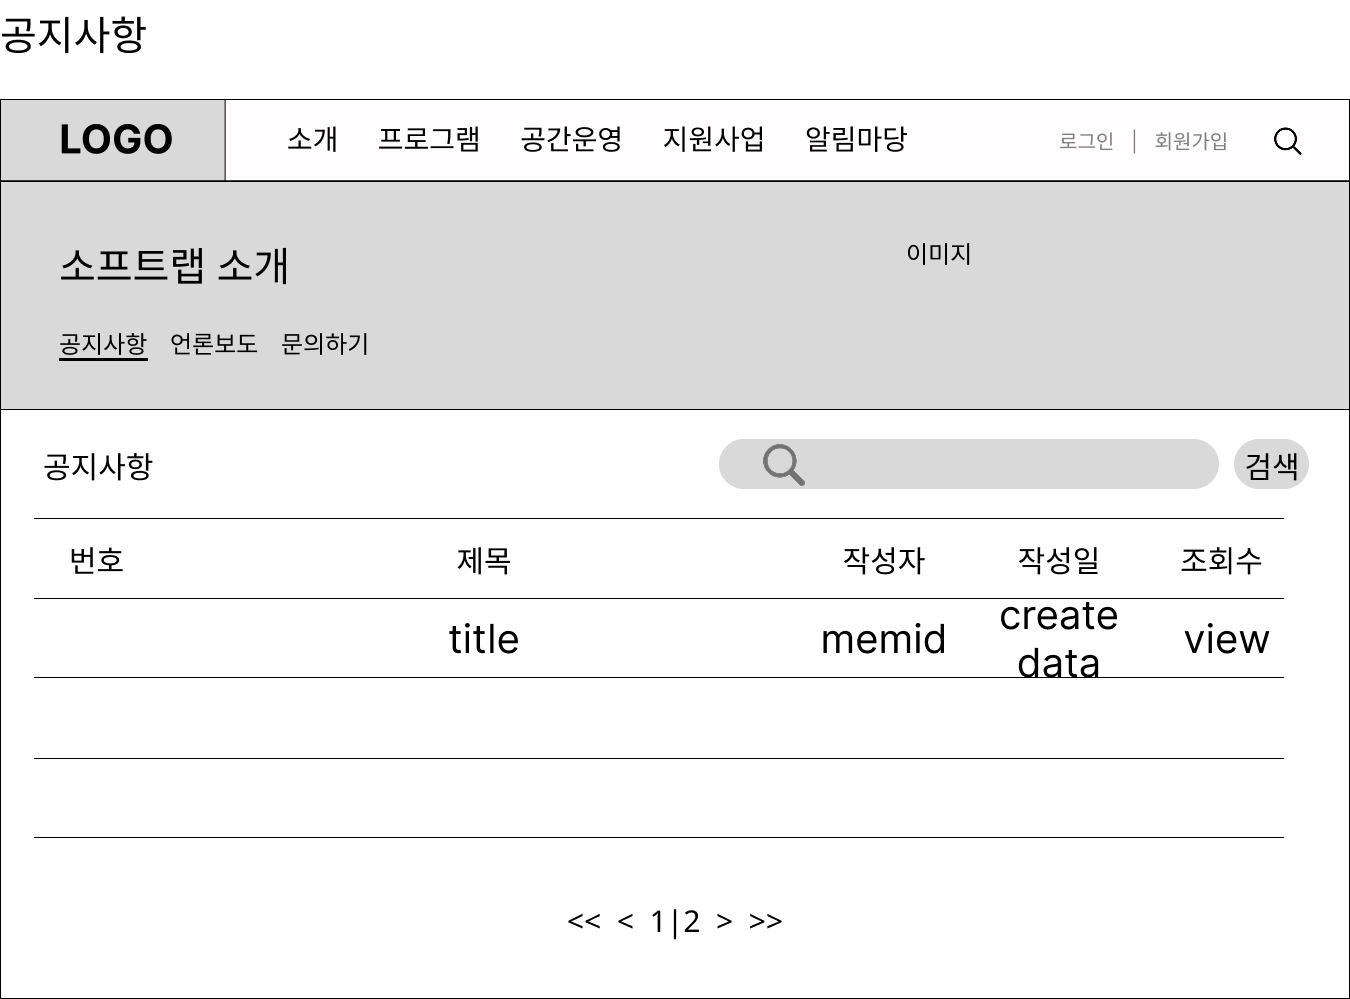 공지사항
LOGO 소개 프로그램 공간운영 지원사업 알림마당 로그인 | 회원가입
소프트랩 소개
이미지
공지사항 언론보도 문의하기
공지사항 검색
번호 제목 작성자 작성일 조회수
title memid create data view
<< < 1|2 > >>